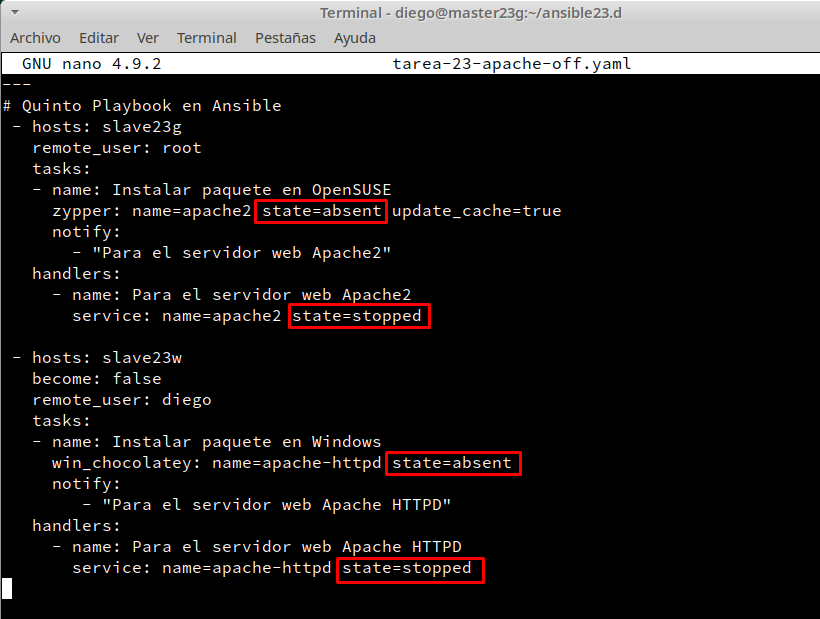 Terminal - diego@master23g:~/ansible23.d
Archivo Editar Ver Terminal Pestañas Ayuda
GNU nano 4.9.2 tarea-23-apache-off.yaml
---
# Quinto Playbook en Ansible
- hosts: slave23g
remote_user: root
tasks:
- name: Instalar paquete en OpenSUSE
zypper: name=apache2 state=absent update_cache=true
notify:
- "Para el servidor web Apache2"
handlers:
- name: Para el servidor web Apache2
service: name=apache2 state=stopped
- hosts: slave23w
become: false
remote_user: diego
tasks:
- name: Instalar paquete en Windows
win_chocolatey: name=apache-httpd state=absent
notify:
- "Para el servidor web Apache HTTPD"
handlers:
- name: Para el servidor web Apache HTTPD
service: name=apache-httpd state=stopped